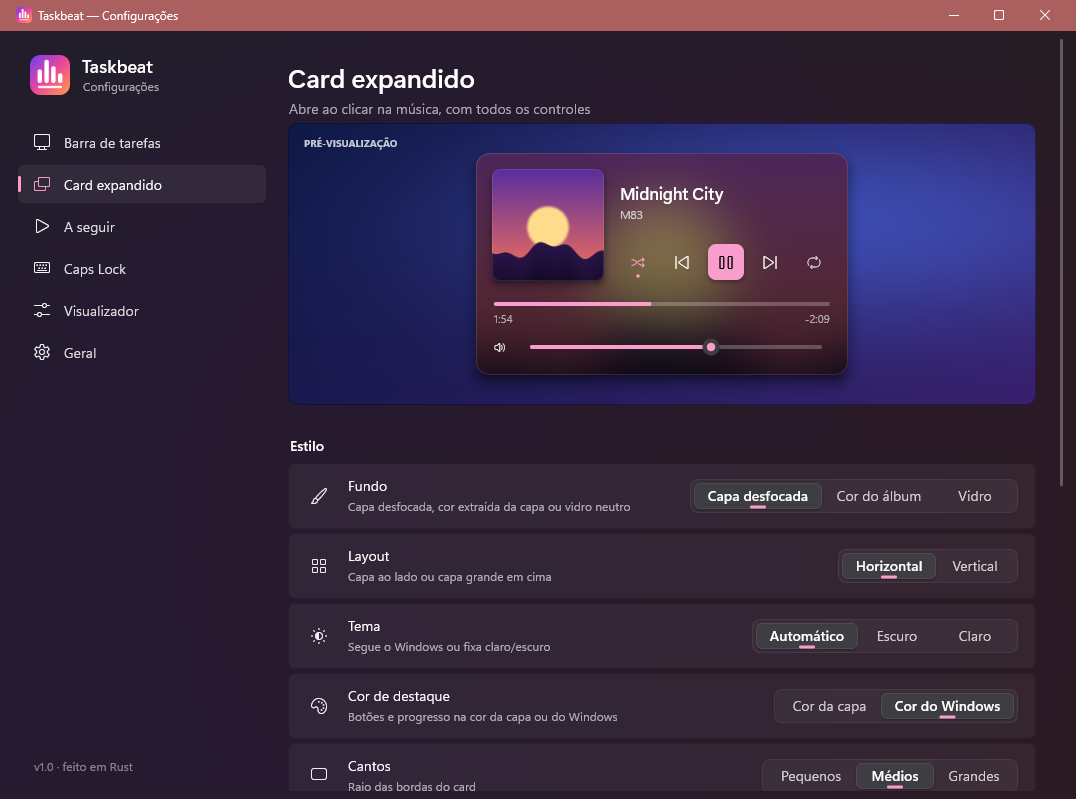 Taskbeat — Configurações
Taskbeat
Configurações
Barra de tarefas
Card expandido
A seguir
Caps Lock
Visualizador
Geral
v1.0 · feito em Rust
Card expandido
Abre ao clicar na música, com todos os controles
PRÉ-VISUALIZAÇÃO
Midnight City
M83
1:54
-2:09
Estilo
Fundo
Capa desfocada, cor extraída da capa ou vidro neutro
Capa desfocada
Cor do álbum
Vidro
Layout
Capa ao lado ou capa grande em cima
Horizontal
Vertical
Tema
Segue o Windows ou fixa claro/escuro
Automático
Escuro
Claro
Cor de destaque
Botões e progresso na cor da capa ou do Windows
Cor da capa
Cor do Windows
Cantos
Raio das bordas do card
Pequenos
Médios
Grandes